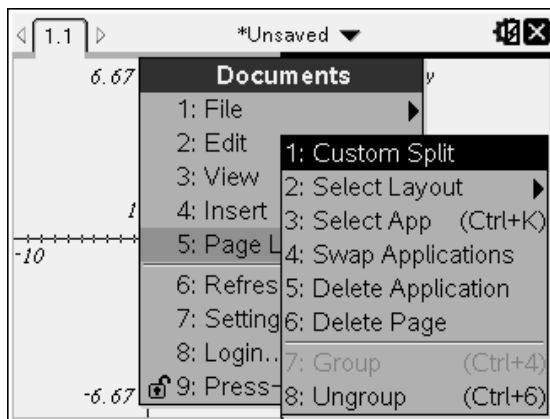 1.1 *Unsaved
6.67 Documents y
1: File
2: Edit
1: Custom Split
3: View
2: Select Layout
1 4: Insert
3: Select App (Ctrl+K)
5: Page L
4: Swap Applications
-10
6: Refres
5: Delete Application
7: Setting
6: Delete Page
8: Login..
7: Group (Ctrl+4)
-6.67 9: Press-
8: Ungroup (Ctrl+6)